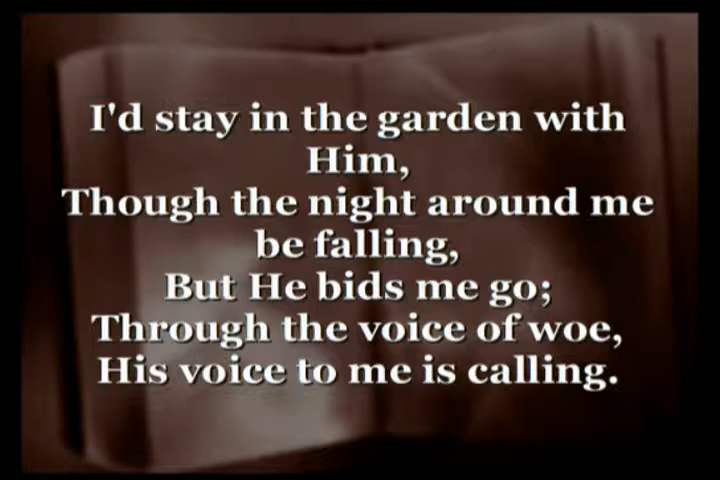 I'd stay in the garden with
Him,
Though the night around me
be falling,
But He bids me go;
Through the voice of woe,
His voice to me is calling.